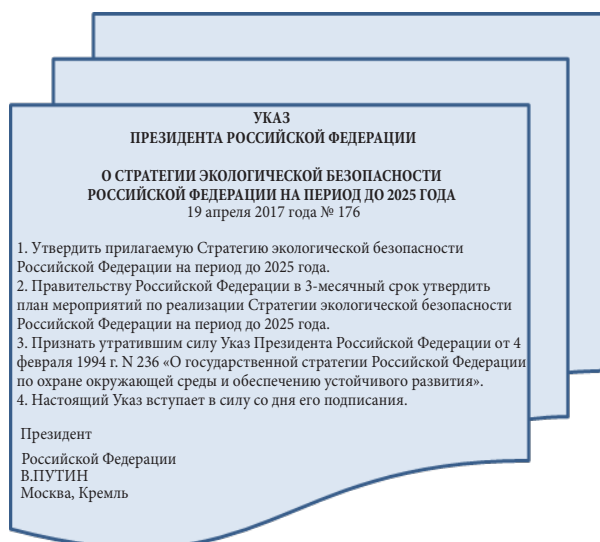 УКАЗ
ПРЕЗИДЕНТА РОССИЙСКОЙ ФЕДЕРАЦИИ
О СТРАТЕГИИ ЭКОЛОГИЧЕСКОЙ БЕЗОПАСНОСТИ
РОССИЙСКОЙ ФЕДЕРАЦИИ НА ПЕРИОД ДО 2025 ГОДА
19 апреля 2017 года № 176
1. Утвердить прилагаемую Стратегию экологической безопасности
Российской Федерации на период до 2025 года.
2. Правительству Российской Федерации в 3-месячный срок утвердить
план мероприятий по реализации Стратегии экологической безопасности
Российской Федерации на период до 2025 года.
3. Признать утратившим силу Указ Президента Российской Федерации от 4
февраля 1994 г. N 236 «О государственной стратегии Российской Федерации
по охране окружающей среды и обеспечению устойчивого развития».
4. Настоящий Указ вступает в силу со дня его подписания.
Президент
Российской Федерации
В.ПУТИН
Москва, Кремль